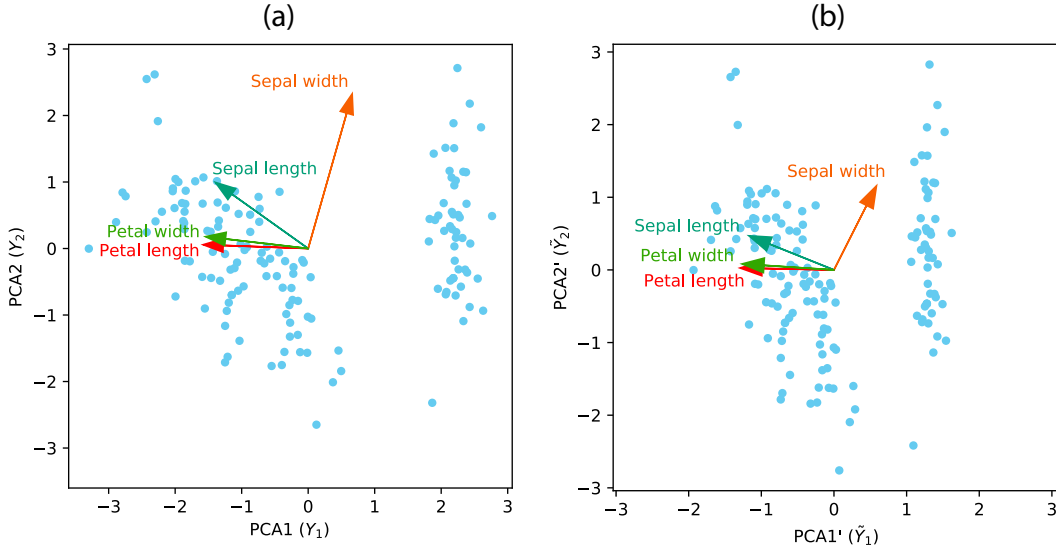 (a)
3
2
1
0
−1
−2
−3
PCA2 (Y₂)
−3 −2 −1 0 1 2 3
PCA1 (Y₁)
Sepal width
Sepal length
Petal width
Petal length
(b)
3
2
1
0
−1
−2
−3
PCA2' (Ỹ₂)
−3 −2 −1 0 1 2 3
PCA1' (Ỹ₁)
Sepal width
Sepal length
Petal width
Petal length